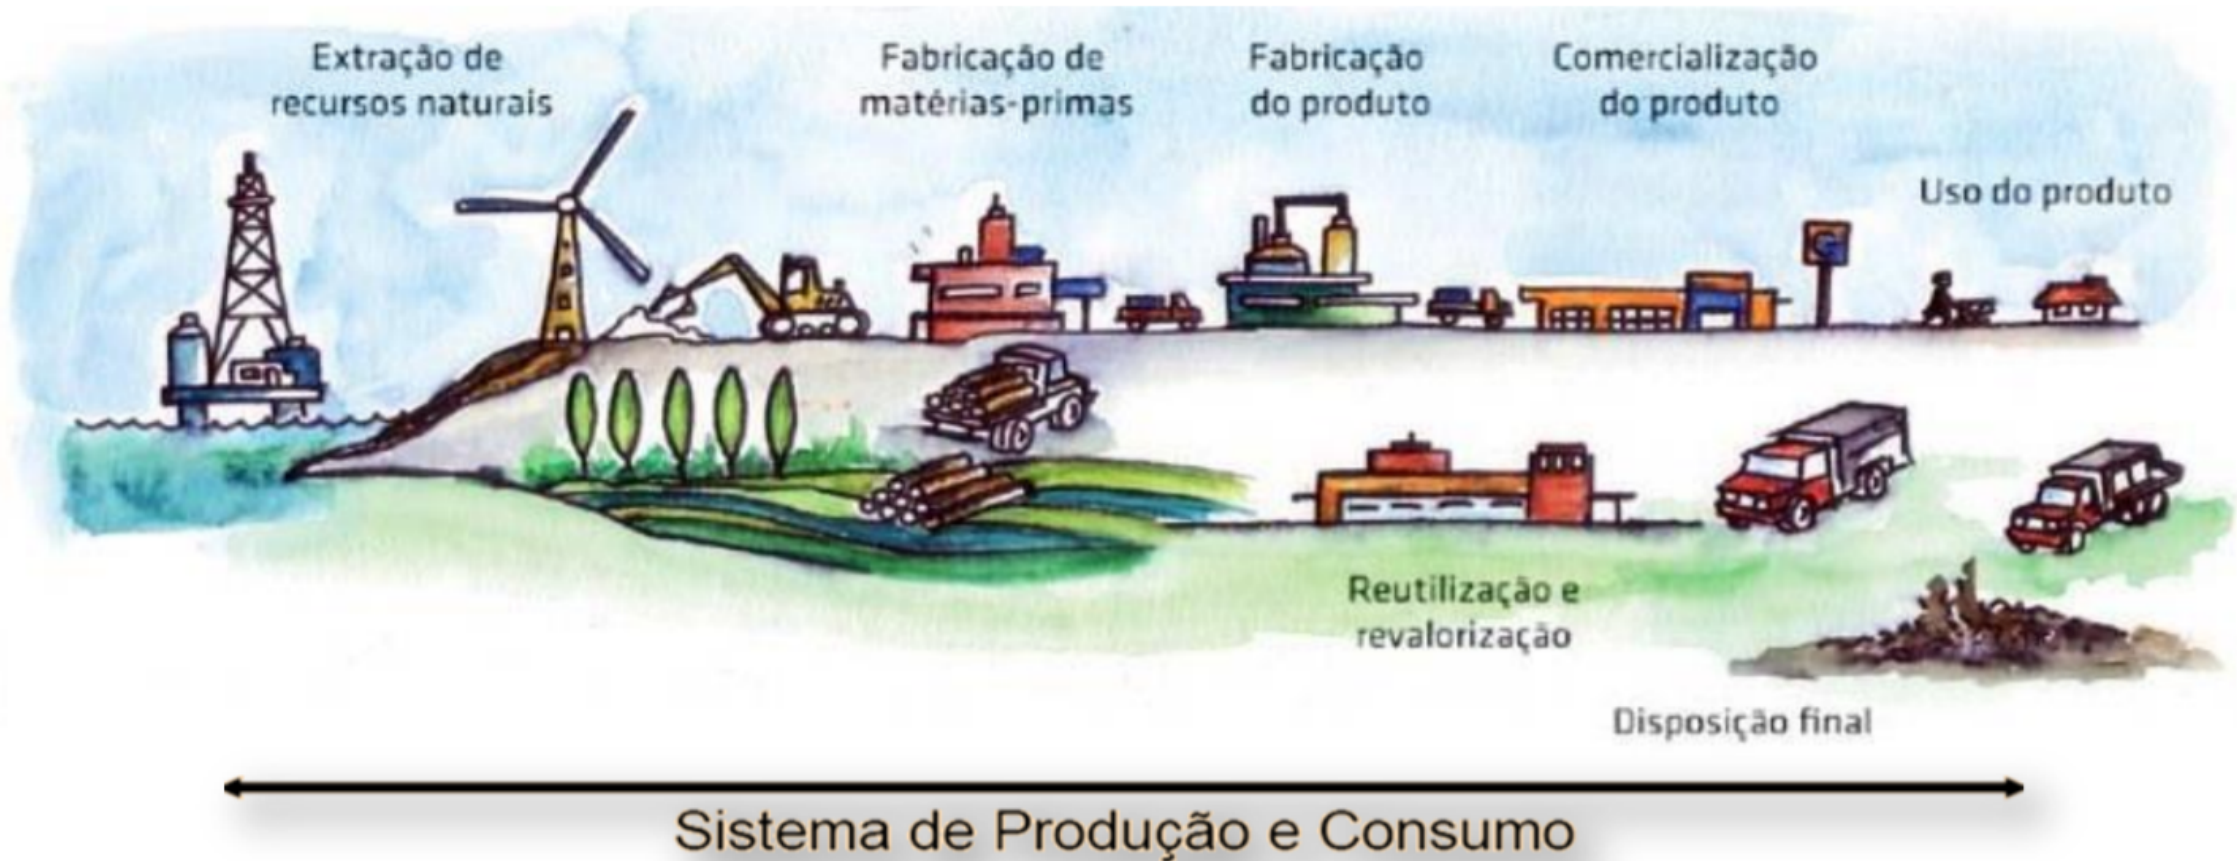 Extração de
recursos naturais
Fabricação de
matérias-primas
Fabricação
do produto
Comercialização
do produto
Uso do produto
Reutilização e
revalorização
Disposição final
Sistema de Produção e Consumo